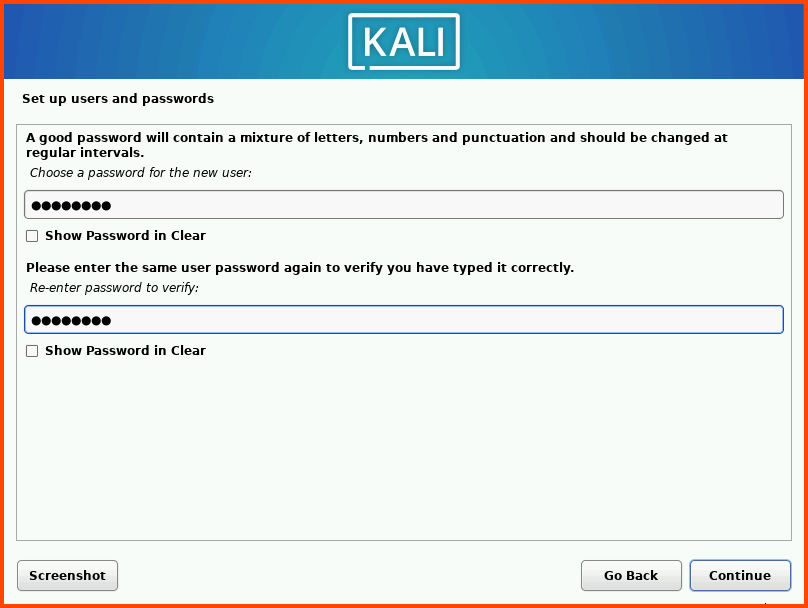 KALI
Set up users and passwords
A good password will contain a mixture of letters, numbers and punctuation and should be changed at
regular intervals.
Choose a password for the new user:
●●●●●●●●
Show Password in Clear
Please enter the same user password again to verify you have typed it correctly.
Re-enter password to verify:
●●●●●●●●
Show Password in Clear
Screenshot
Go Back
Continue